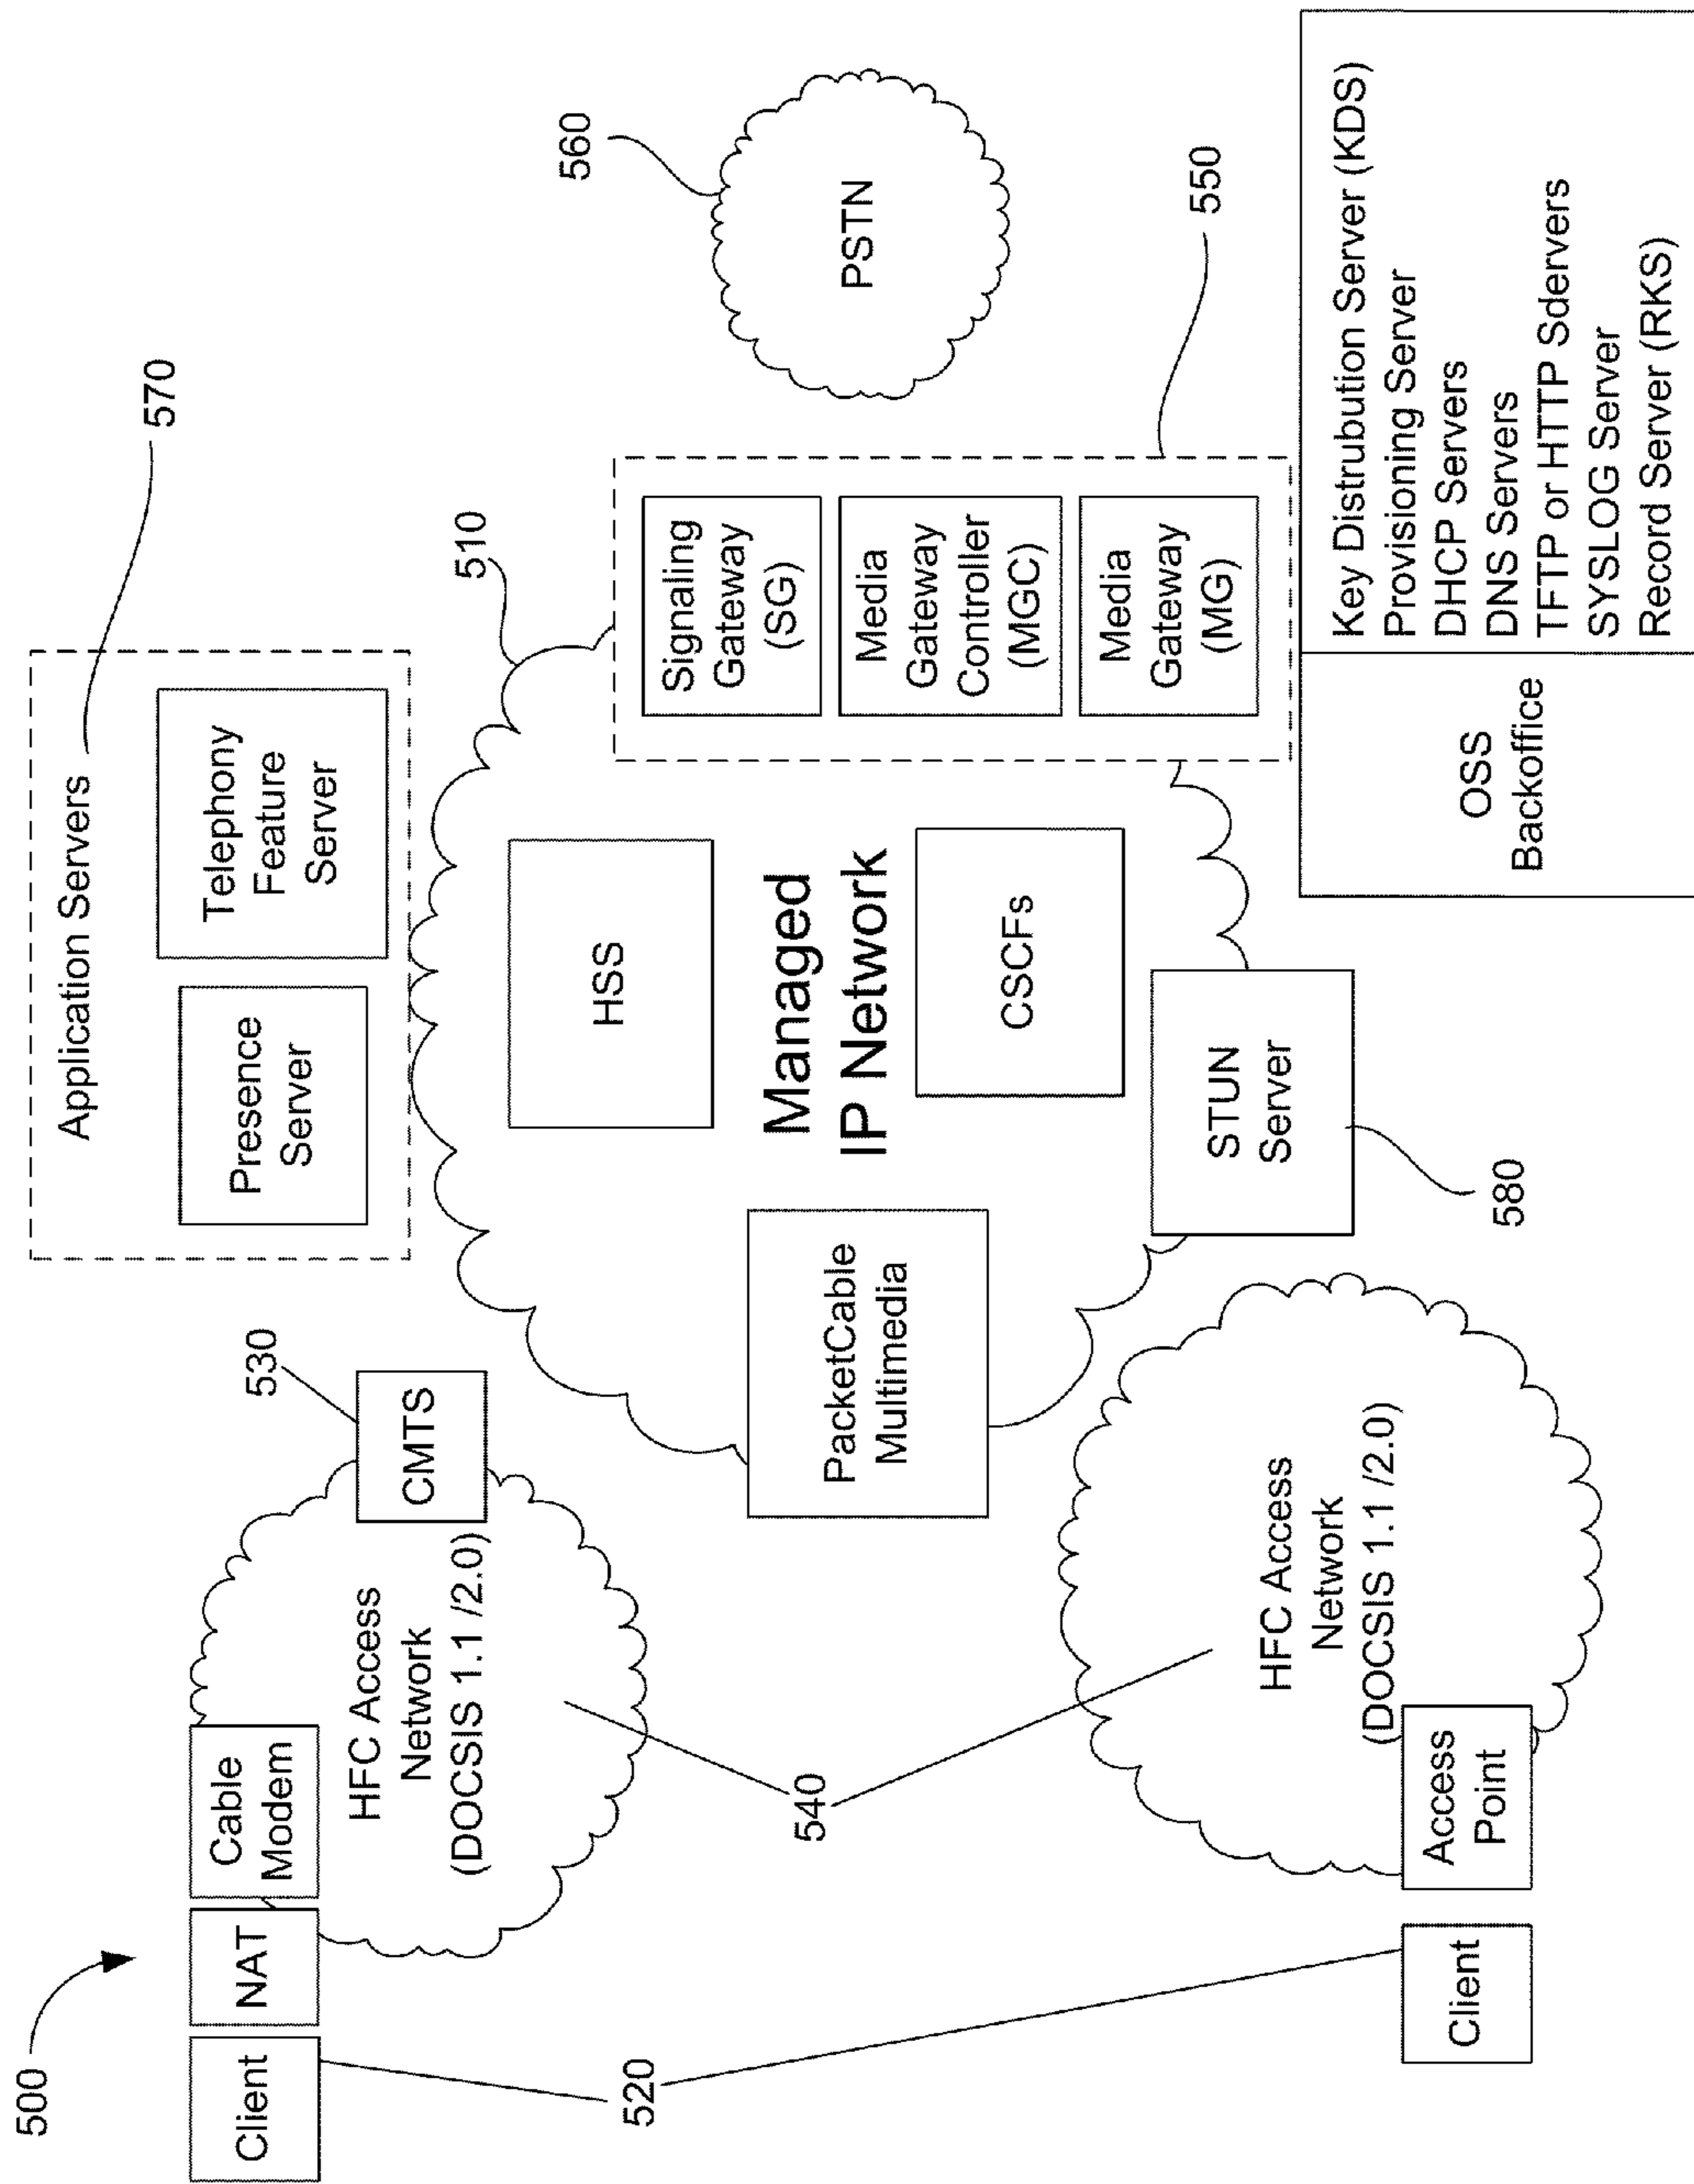 500
Client
NAT
Cable
Modem
HFC Access
Network
(DOCSIS 1.1 /2.0)
CMTS
530
520
540
Client
Access
Point
HFC Access
Network
(DOCSIS 1.1 /2.0)
Application Servers
570
Presence
Server
Telephony
Feature
Server
510
HSS
Managed
IP Network
PacketCable
Multimedia
CSCFs
STUN
Server
580
Signaling
Gateway
(SG)
Media
Gateway
Controller
(MGC)
Media
Gateway
(MG)
550
560
PSTN
OSS
Backoffice
Key Distrubution Server (KDS)
Provisioning Server
DHCP Servers
DNS Servers
TFTP or HTTP Sdervers
SYSLOG Server
Record Server (RKS)